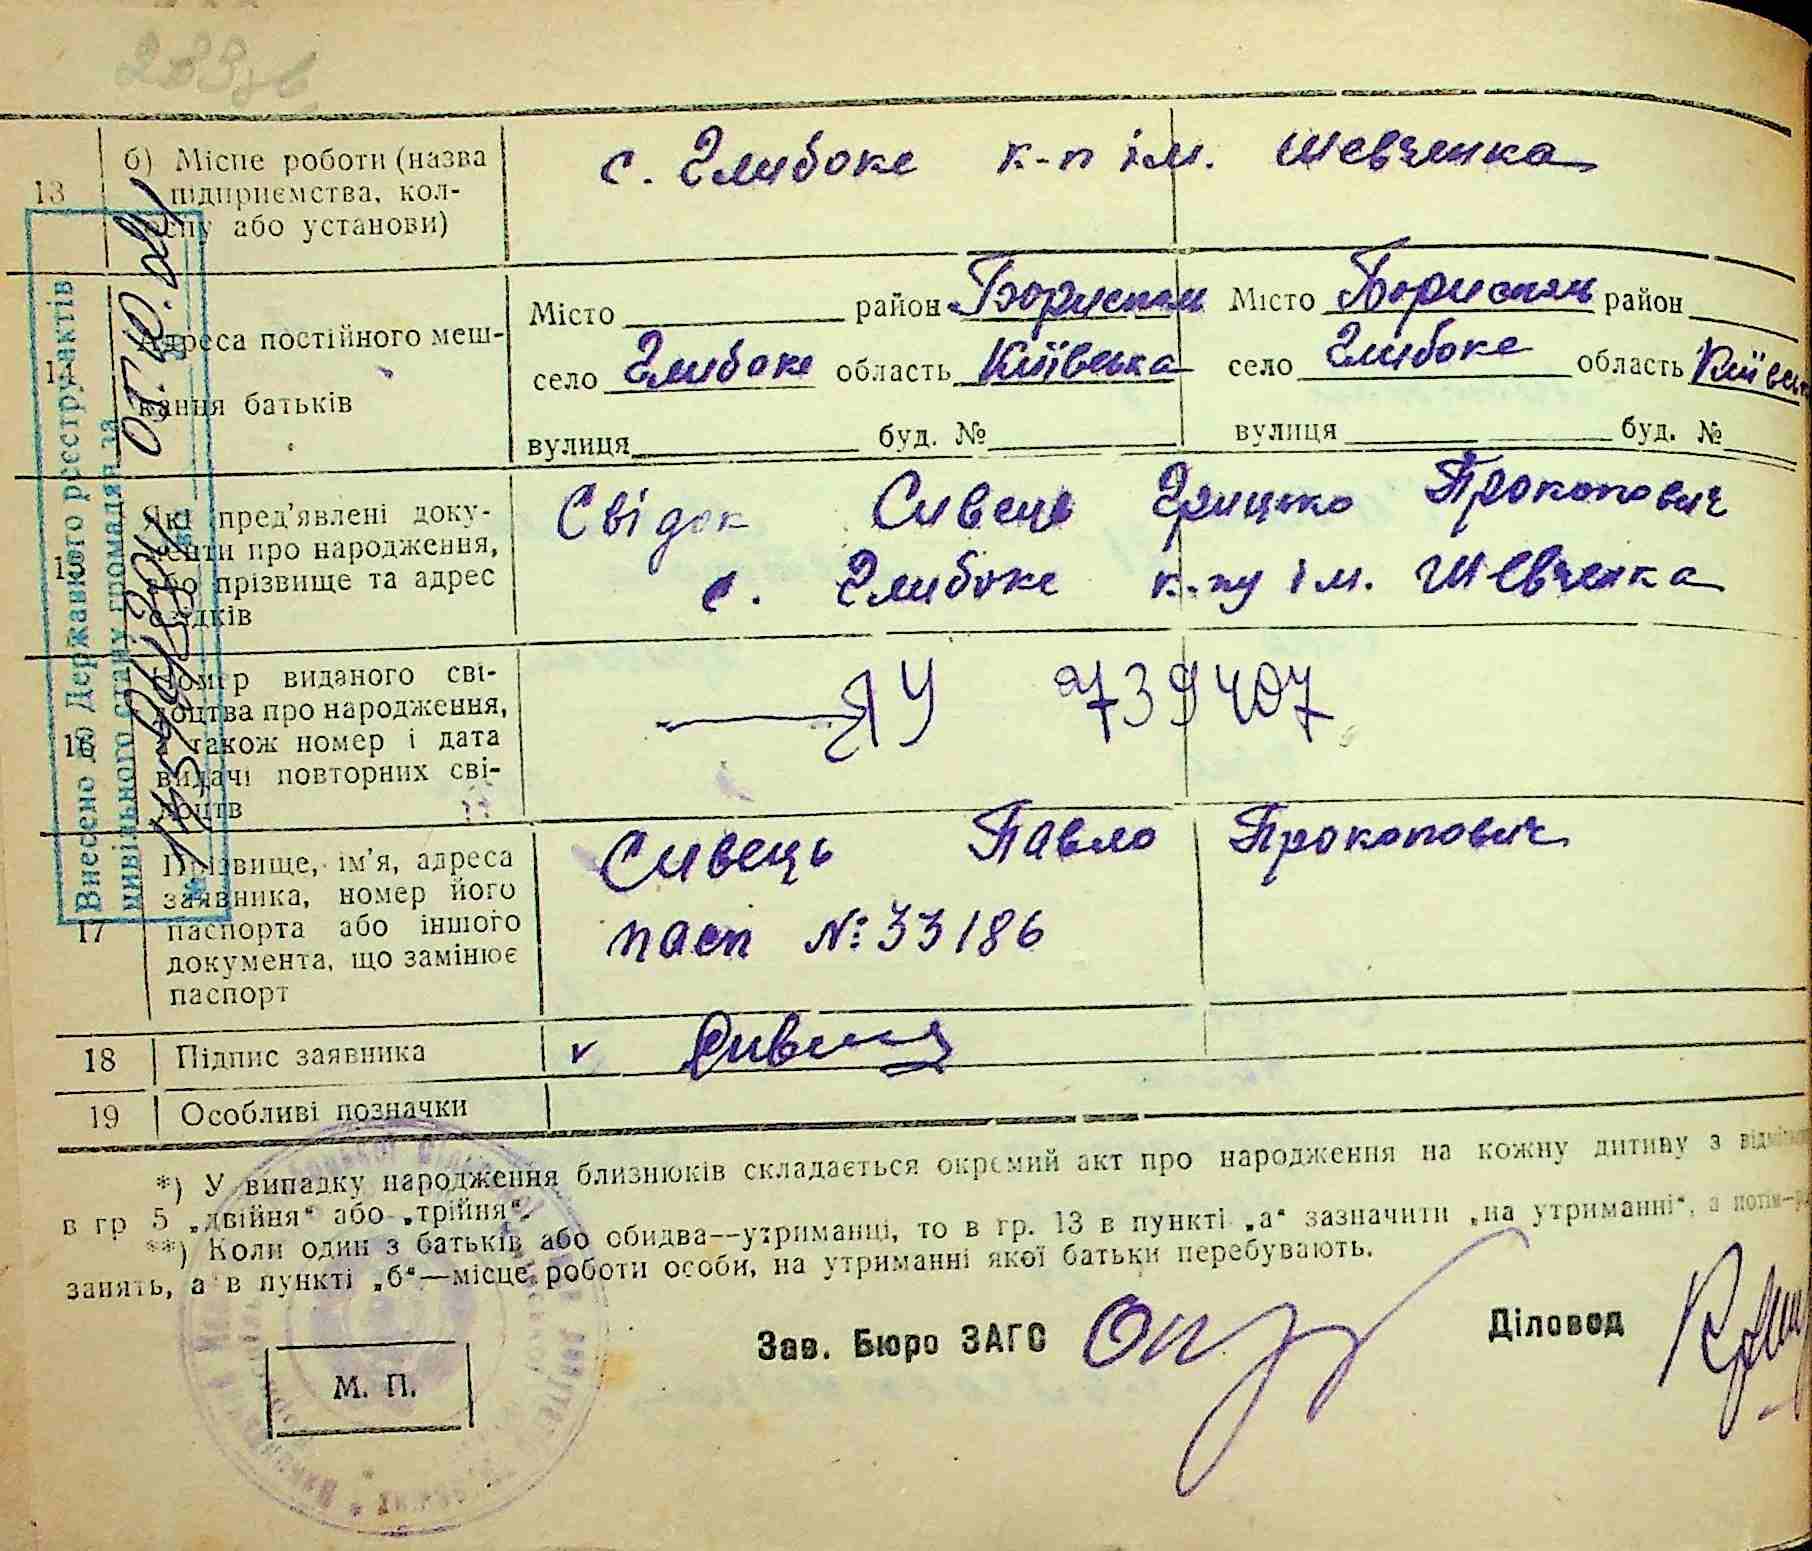 13
б) Місце роботи (назва
підприємства, кол-
госпу або установи)
с. Глибоке к-п ім. Шевченка
14
Адреса постійного меш-
кання батьків
Місто район Бориспол Місто Бориспол район
село Глибоке область Київська село Глибоке область Київськ
вулиця буд. № вулиця буд. №
15
Які пред'явлені доку-
менти про народження,
або прізвище та адрес
свідків
Свідок Сивець Грицько Прокопович
с. Глибоке к-пу ім. Шевченка
16
Номер виданого сві-
доцтва про народження,
а також номер і дата
видачі повторних сві-
доцтв
ЯУ 739407
17
Прізвище, ім'я, адреса
заявника, номер його
паспорта або іншого
документа, що замінює
паспорт
Сивець Павло Прокопович
пасп №: 33186
18 Підпис заявника v Сивець
19 Особливі позначки
*) У випадку народження близнюків складається окремий акт про народження на кожну дитину з
в гр 5 „двійня“ або „трійня“.
**) Коли один з батьків або обидва—утриманці, то в гр. 13 в пункті „а“ зазначити „на утриманні“, а потім—
занять, а в пункті „б“—місце роботи особи, на утриманні якої батьки перебувають.
Зав. Бюро ЗАГС
Діловод
М. П.
Внесено до Державного реєстру актів
цивільного стану громадян за